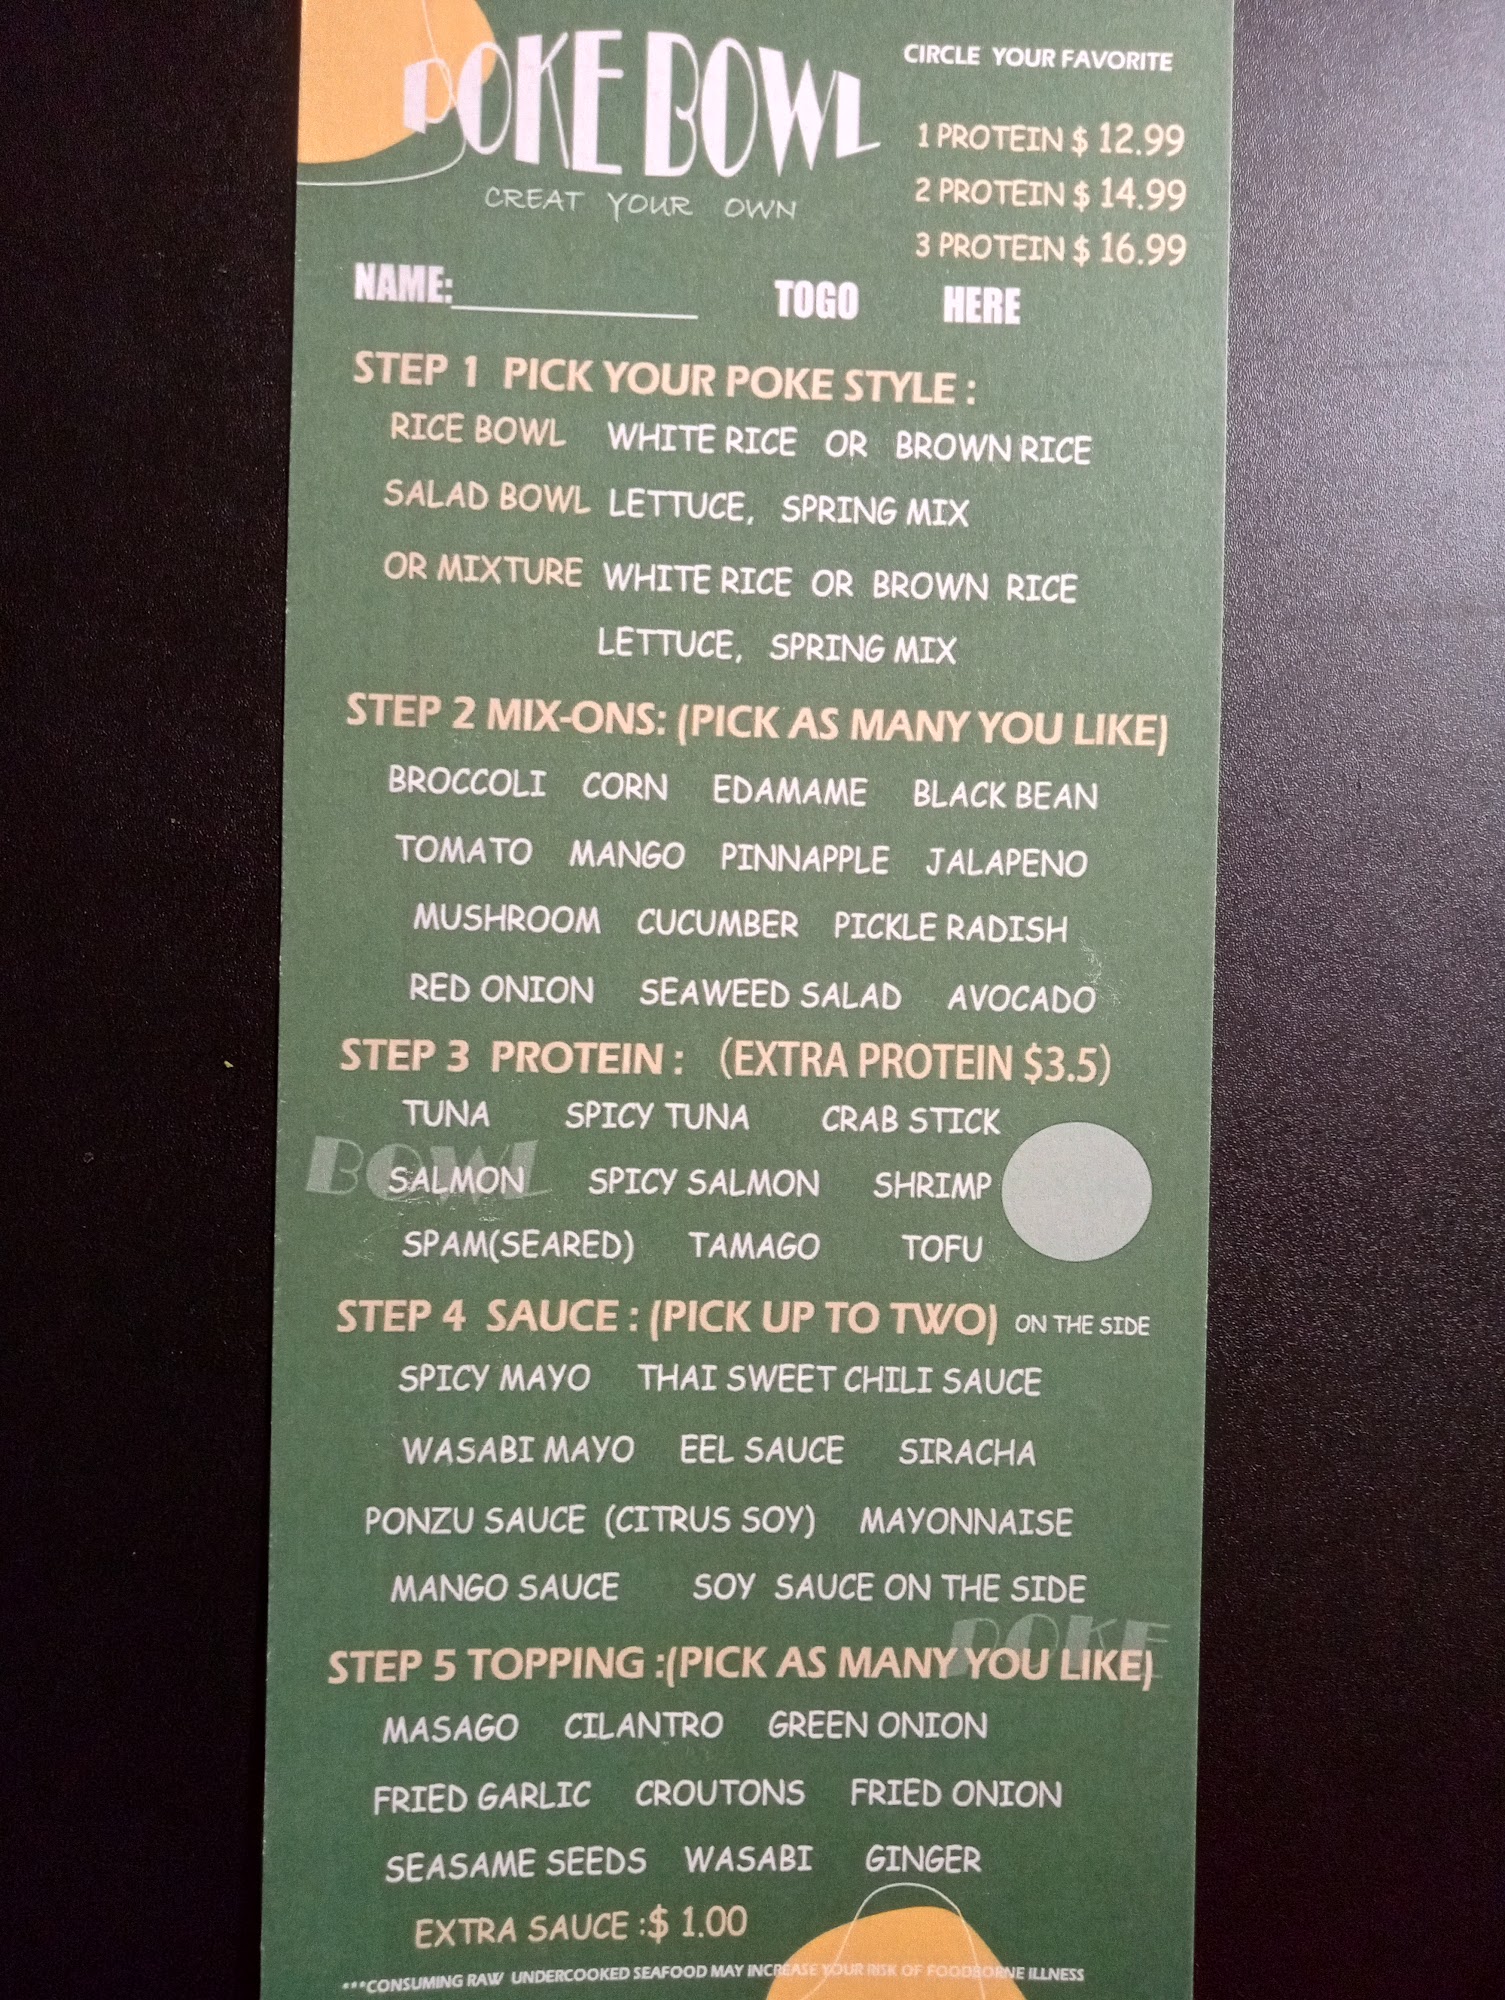 POKE BOWL
CREAT YOUR OWN
CIRCLE YOUR FAVORITE
1 PROTEIN $ 12.99
2 PROTEIN $ 14.99
3 PROTEIN $ 16.99
NAME:
TOGO HERE
STEP 1 PICK YOUR POKE STYLE :
RICE BOWL WHITE RICE OR BROWN RICE
SALAD BOWL LETTUCE, SPRING MIX
OR MIXTURE WHITE RICE OR BROWN RICE
LETTUCE, SPRING MIX
STEP 2 MIX-ONS: (PICK AS MANY YOU LIKE)
BROCCOLI CORN EDAMAME BLACK BEAN
TOMATO MANGO PINNAPPLE JALAPENO
MUSHROOM CUCUMBER PICKLE RADISH
RED ONION SEAWEED SALAD AVOCADO
STEP 3 PROTEIN : (EXTRA PROTEIN $3.5)
TUNA SPICY TUNA CRAB STICK
BOWL
SALMON SPICY SALMON SHRIMP
SPAM(SEARED) TAMAGO TOFU
STEP 4 SAUCE : (PICK UP TO TWO) ON THE SIDE
SPICY MAYO THAI SWEET CHILI SAUCE
WASABI MAYO EEL SAUCE SIRACHA
PONZU SAUCE (CITRUS SOY) MAYONNAISE
MANGO SAUCE SOY SAUCE ON THE SIDE
POKE
STEP 5 TOPPING :(PICK AS MANY YOU LIKE)
MASAGO CILANTRO GREEN ONION
FRIED GARLIC CROUTONS FRIED ONION
SEASAME SEEDS WASABI GINGER
EXTRA SAUCE :$ 1.00
***CONSUMING RAW UNDERCOOKED SEAFOOD MAY INCREASE YOUR RISK OF FOODBORNE ILLNESS